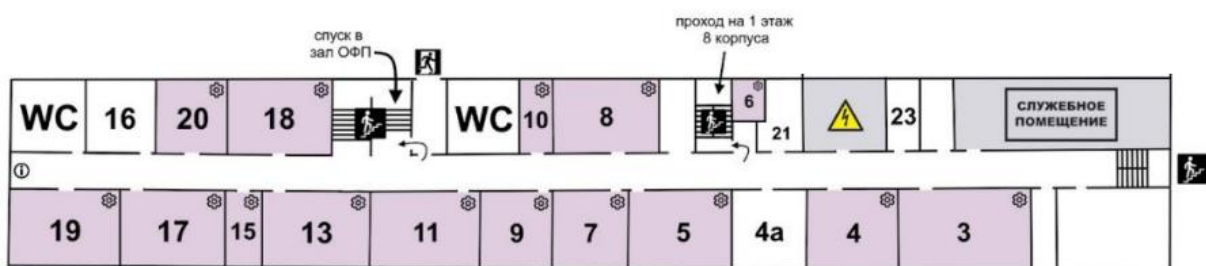 проход на 1 этаж
8 корпуса
спуск в
зал ОФП
WC 16 20 18 WC 10 8 6 21 23 СЛУЖЕБНОЕ
ПОМЕЩЕНИЕ
i
19 17 15 13 11 9 7 5 4а 4 3